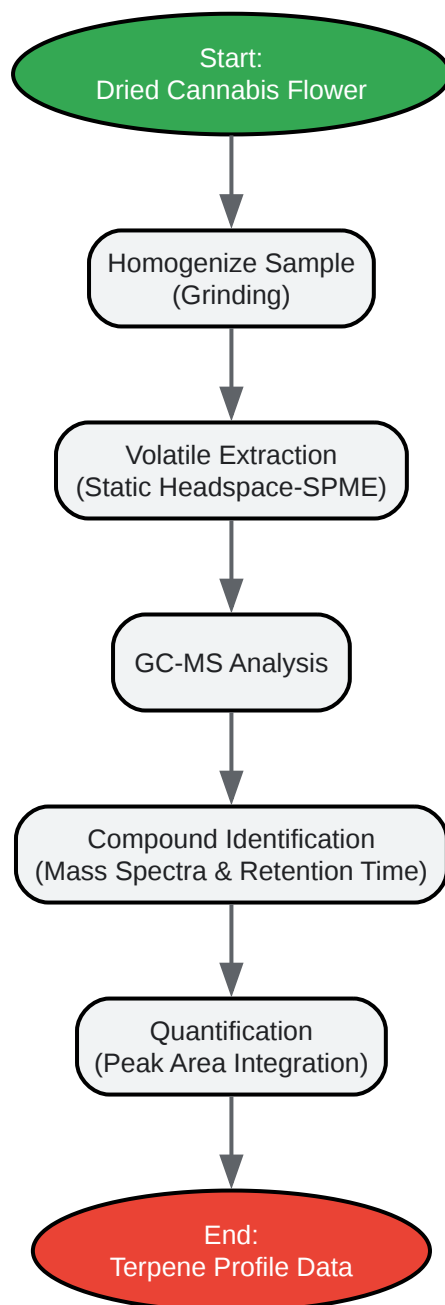 Start:
Dried Cannabis Flower
Homogenize Sample
(Grinding)
Volatile Extraction
(Static Headspace-SPME)
GC-MS Analysis
Compound Identification
(Mass Spectra & Retention Time)
Quantification
(Peak Area Integration)
End:
Terpene Profile Data